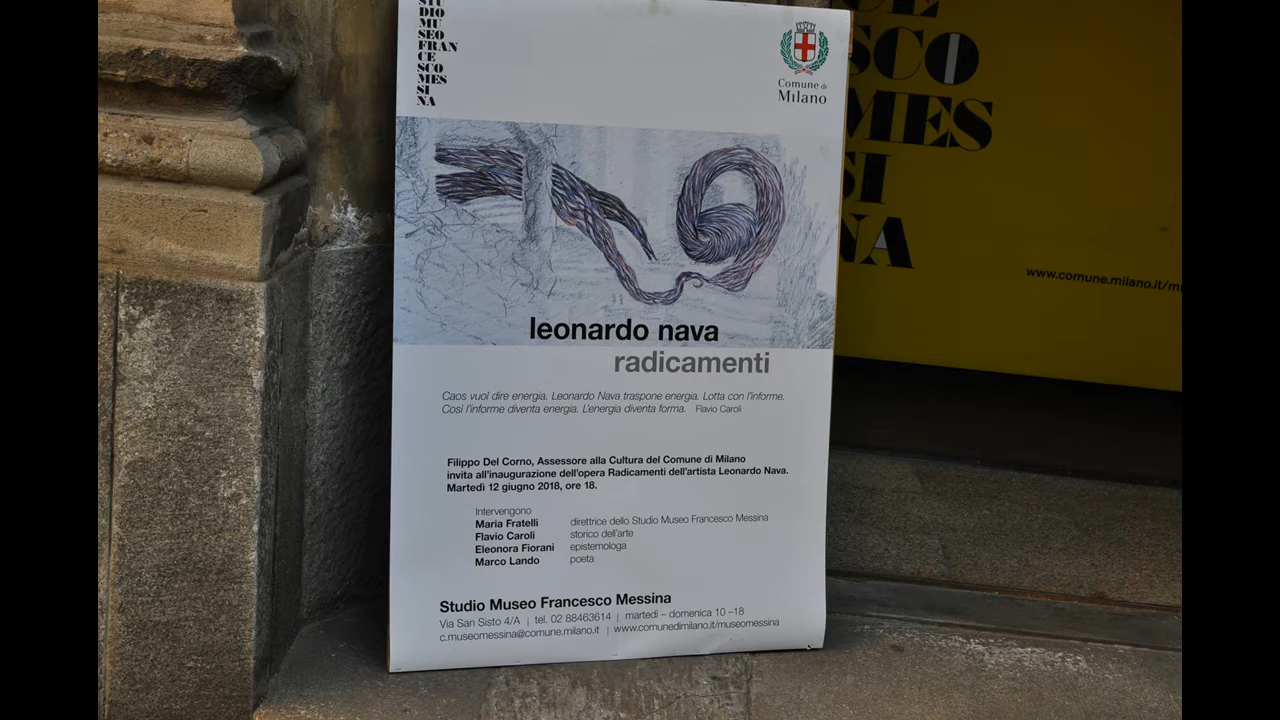 STU
DIO
MU
SEO
FRAN
CE
SCO
MES
SI
NA
Comune di
Milano
SCO
MES
SI
NA
www.comune.milano.it/mu
leonardo nava
radicamenti
Caos vuol dire energia. Leonardo Nava traspone energia. Lotta con l'informe.
Così l'informe diventa energia. L'energia diventa forma. Flavio Caroli
Filippo Del Corno, Assessore alla Cultura del Comune di Milano
invita all'inaugurazione dell'opera Radicamenti dell'artista Leonardo Nava.
Martedì 12 giugno 2018, ore 18.
Intervengono
Maria Fratelli direttrice dello Studio Museo Francesco Messina
Flavio Caroli storico dell'arte
Eleonora Fiorani epistemologa
Marco Lando poeta
Studio Museo Francesco Messina
Via San Sisto 4/A | tel. 02 88463614 | martedì – domenica 10 –18
c.museomessina@comune.milano.it | www.comunedimilano.it/museomessina